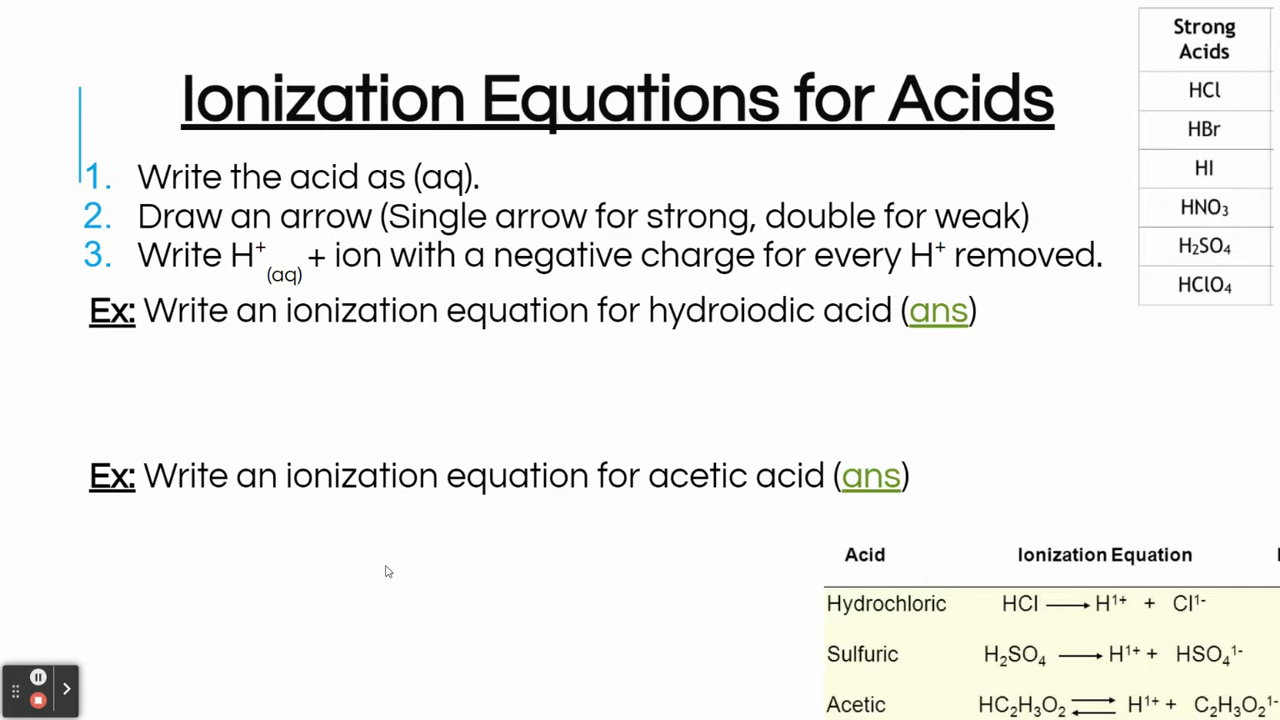 Ionization Equations for Acids
1. Write the acid as (aq).
2. Draw an arrow (Single arrow for strong, double for weak)
3. Write H⁺(aq) + ion with a negative charge for every H⁺ removed.
Ex: Write an ionization equation for hydroiodic acid (ans)
Ex: Write an ionization equation for acetic acid (ans)
Strong
Acids
HCl
HBr
HI
HNO₃
H₂SO₄
HClO₄
Acid Ionization Equation
Hydrochloric HCl ⟶ H¹⁺ + Cl¹⁻
Sulfuric H₂SO₄ ⟶ H¹⁺ + HSO₄¹⁻
Acetic HC₂H₃O₂ ⇌ H¹⁺ + C₂H₃O₂¹⁻